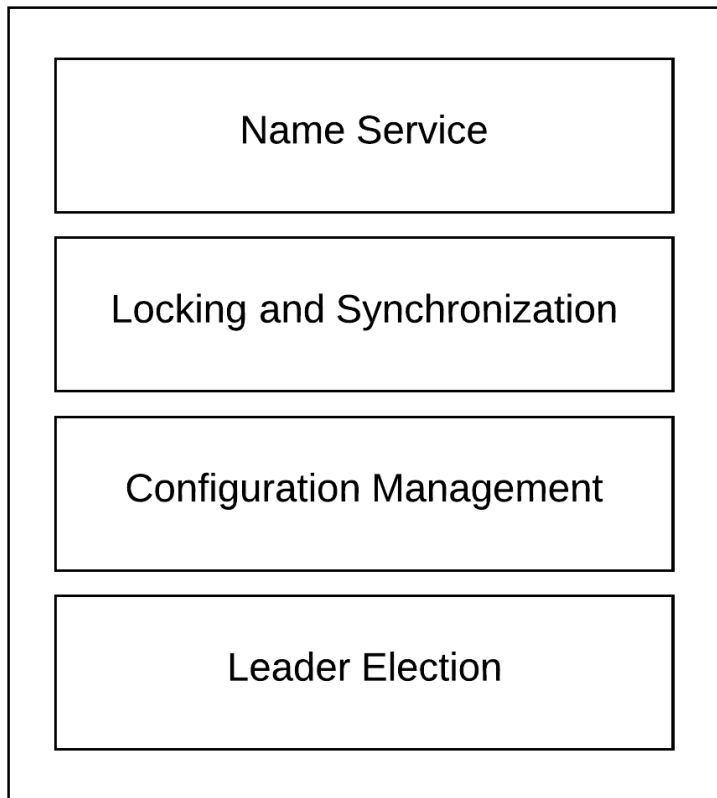 Name Service
Locking and Synchronization
Configuration Management
Leader Election